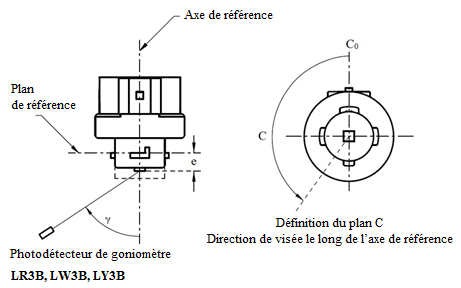 Axe de référence
C₀
Plan
de référence
e
C
γ
Définition du plan C
Direction de visée le long de l'axe de référence
Photodétecteur de goniomètre
LR3B, LW3B, LY3B